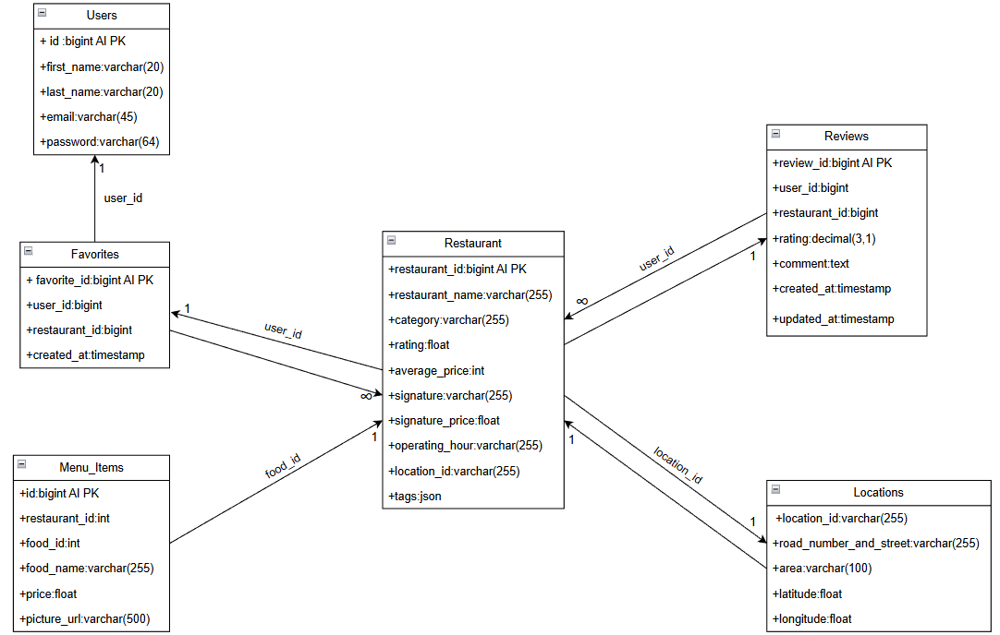 Users
+ id :bigint AI PK
+first_name:varchar(20)
+last_name:varchar(20)
+email:varchar(45)
+password:varchar(64)
1
user_id
Favorites
+ favorite_id:bigint AI PK
+user_id:bigint
+restaurant_id:bigint
+created_at:timestamp
1
user_id
∞
Menu_Items
+id:bigint AI PK
+restaurant_id:int
+food_id:int
+food_name:varchar(255)
+price:float
+picture_url:varchar(500)
food_id
1
Restaurant
+restaurant_id:bigint AI PK
+restaurant_name:varchar(255)
+category:varchar(255)
+rating:float
+average_price:int
+signature:varchar(255)
+signature_price:float
+operating_hour:varchar(255)
+location_id:varchar(255)
+tags:json
user_id
∞
1
Reviews
+review_id:bigint AI PK
+user_id:bigint
+restaurant_id:bigint
+rating:decimal(3,1)
+comment:text
+created_at:timestamp
+updated_at:timestamp
1
location_id
1
Locations
+location_id:varchar(255)
+road_number_and_street:varchar(255)
+area:varchar(100)
+latitude:float
+longitude:float